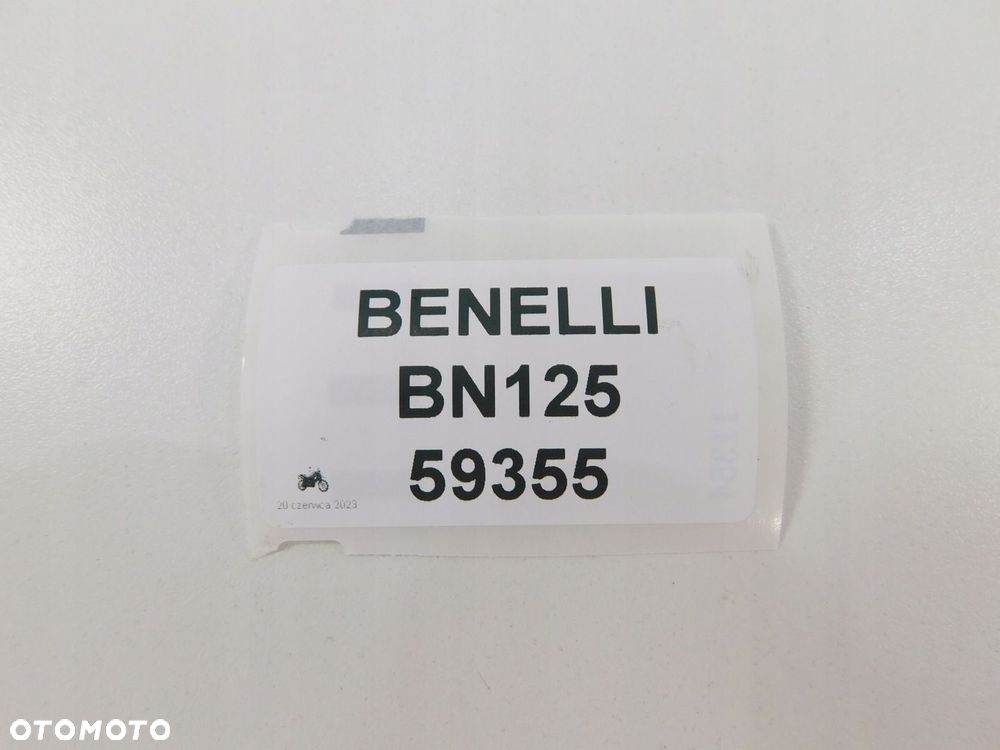 BENELLI
BN125
59355
20 czerwca 2023
OTOMOTO